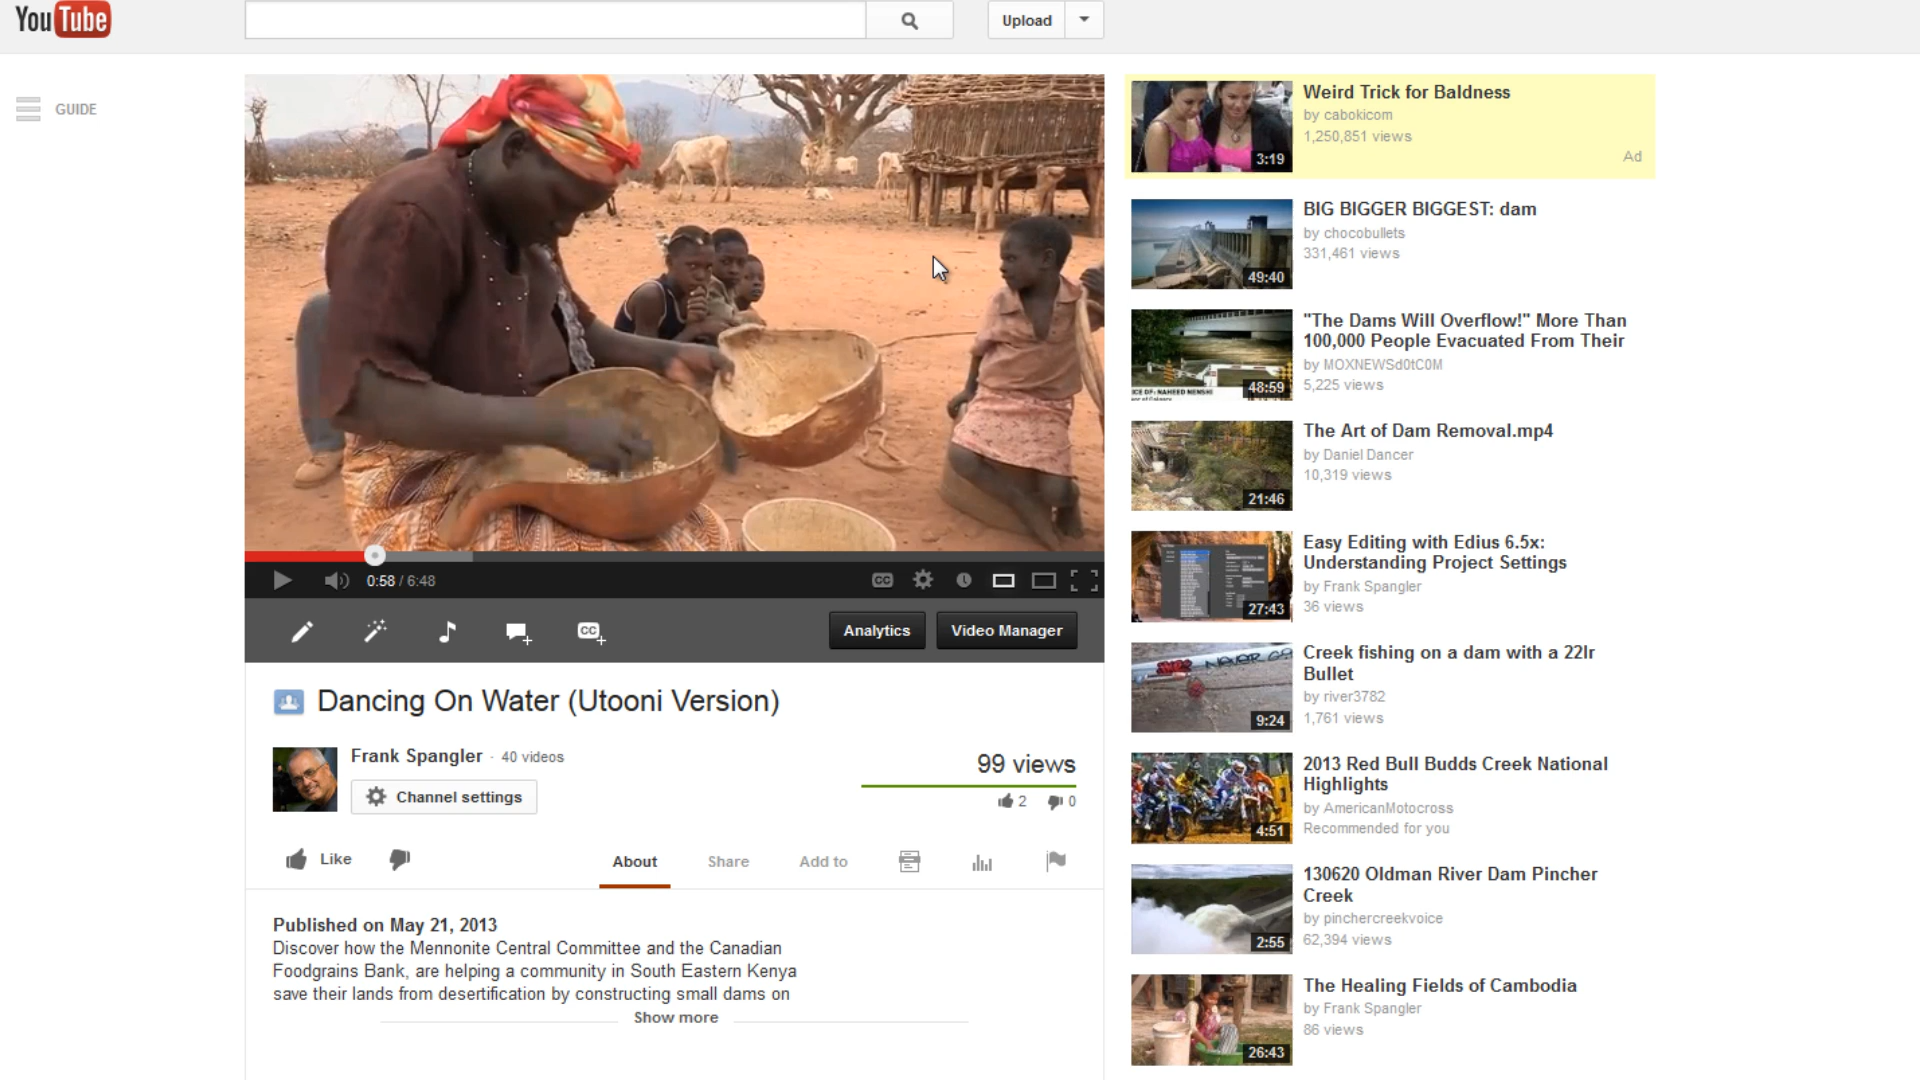 YouTube
Upload
GUIDE
0:58 / 6:48
CC
CC
Analytics
Video Manager
Dancing On Water (Utooni Version)
Frank Spangler · 40 videos
Channel settings
99 views
2
0
Like
About
Share
Add to
Published on May 21, 2013
Discover how the Mennonite Central Committee and the Canadian
Foodgrains Bank, are helping a community in South Eastern Kenya
save their lands from desertification by constructing small dams on
Show more
3:19
Weird Trick for Baldness
by cabokicom
1,250,851 views
Ad
49:40
BIG BIGGER BIGGEST: dam
by chocobullets
331,461 views
48:59
"The Dams Will Overflow!" More Than
100,000 People Evacuated From Their
by MOXNEWSd0tC0M
5,225 views
21:46
The Art of Dam Removal.mp4
by Daniel Dancer
10,319 views
27:43
Easy Editing with Edius 6.5x:
Understanding Project Settings
by Frank Spangler
36 views
9:24
Creek fishing on a dam with a 22lr
Bullet
by river3782
1,761 views
4:51
2013 Red Bull Budds Creek National
Highlights
by AmericanMotocross
Recommended for you
2:55
130620 Oldman River Dam Pincher
Creek
by pinchercreekvoice
62,394 views
26:43
The Healing Fields of Cambodia
by Frank Spangler
86 views